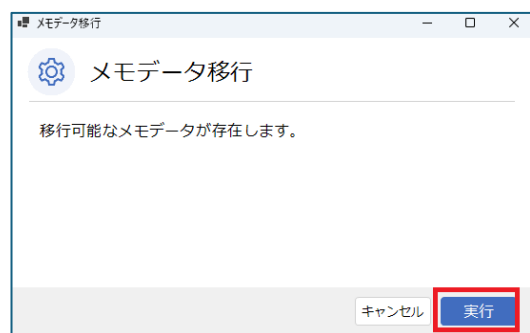 メモデータ移行
メモデータ移行
移行可能なメモデータが存在します。
キャンセル 実行